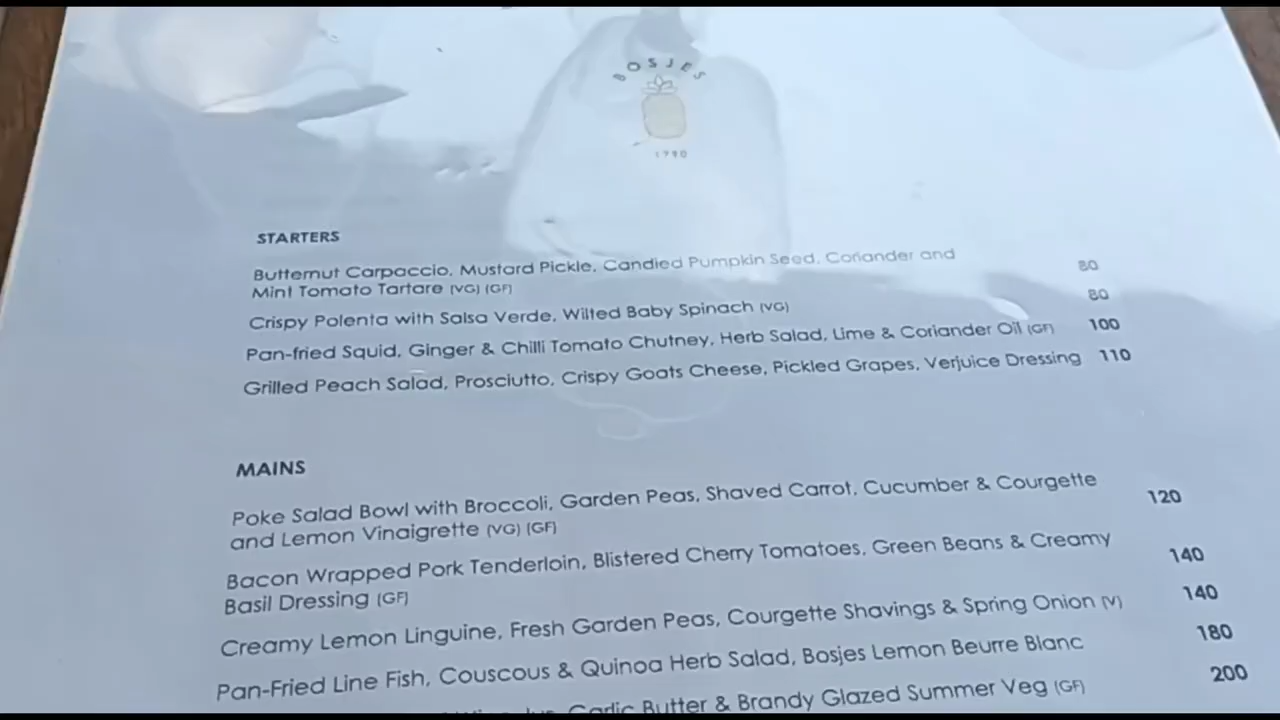 BOSJES
1790
STARTERS
Butternut Carpaccio, Mustard Pickle, Candied Pumpkin Seed, Coriander and
Mint Tomato Tartare (VG) (GF) 80
Crispy Polenta with Salsa Verde, Wilted Baby Spinach (VG) 80
Pan-fried Squid, Ginger & Chilli Tomato Chutney, Herb Salad, Lime & Coriander Oil (GF) 100
Grilled Peach Salad, Prosciutto, Crispy Goats Cheese, Pickled Grapes, Verjuice Dressing 110
MAINS
Poke Salad Bowl with Broccoli, Garden Peas, Shaved Carrot, Cucumber & Courgette
and Lemon Vinaigrette (VG) (GF) 120
Bacon Wrapped Pork Tenderloin, Blistered Cherry Tomatoes, Green Beans & Creamy
Basil Dressing (GF) 140
Creamy Lemon Linguine, Fresh Garden Peas, Courgette Shavings & Spring Onion (V) 140
Pan-Fried Line Fish, Couscous & Quinoa Herb Salad, Bosjes Lemon Beurre Blanc 180
Garlic Butter & Brandy Glazed Summer Veg (GF) 200